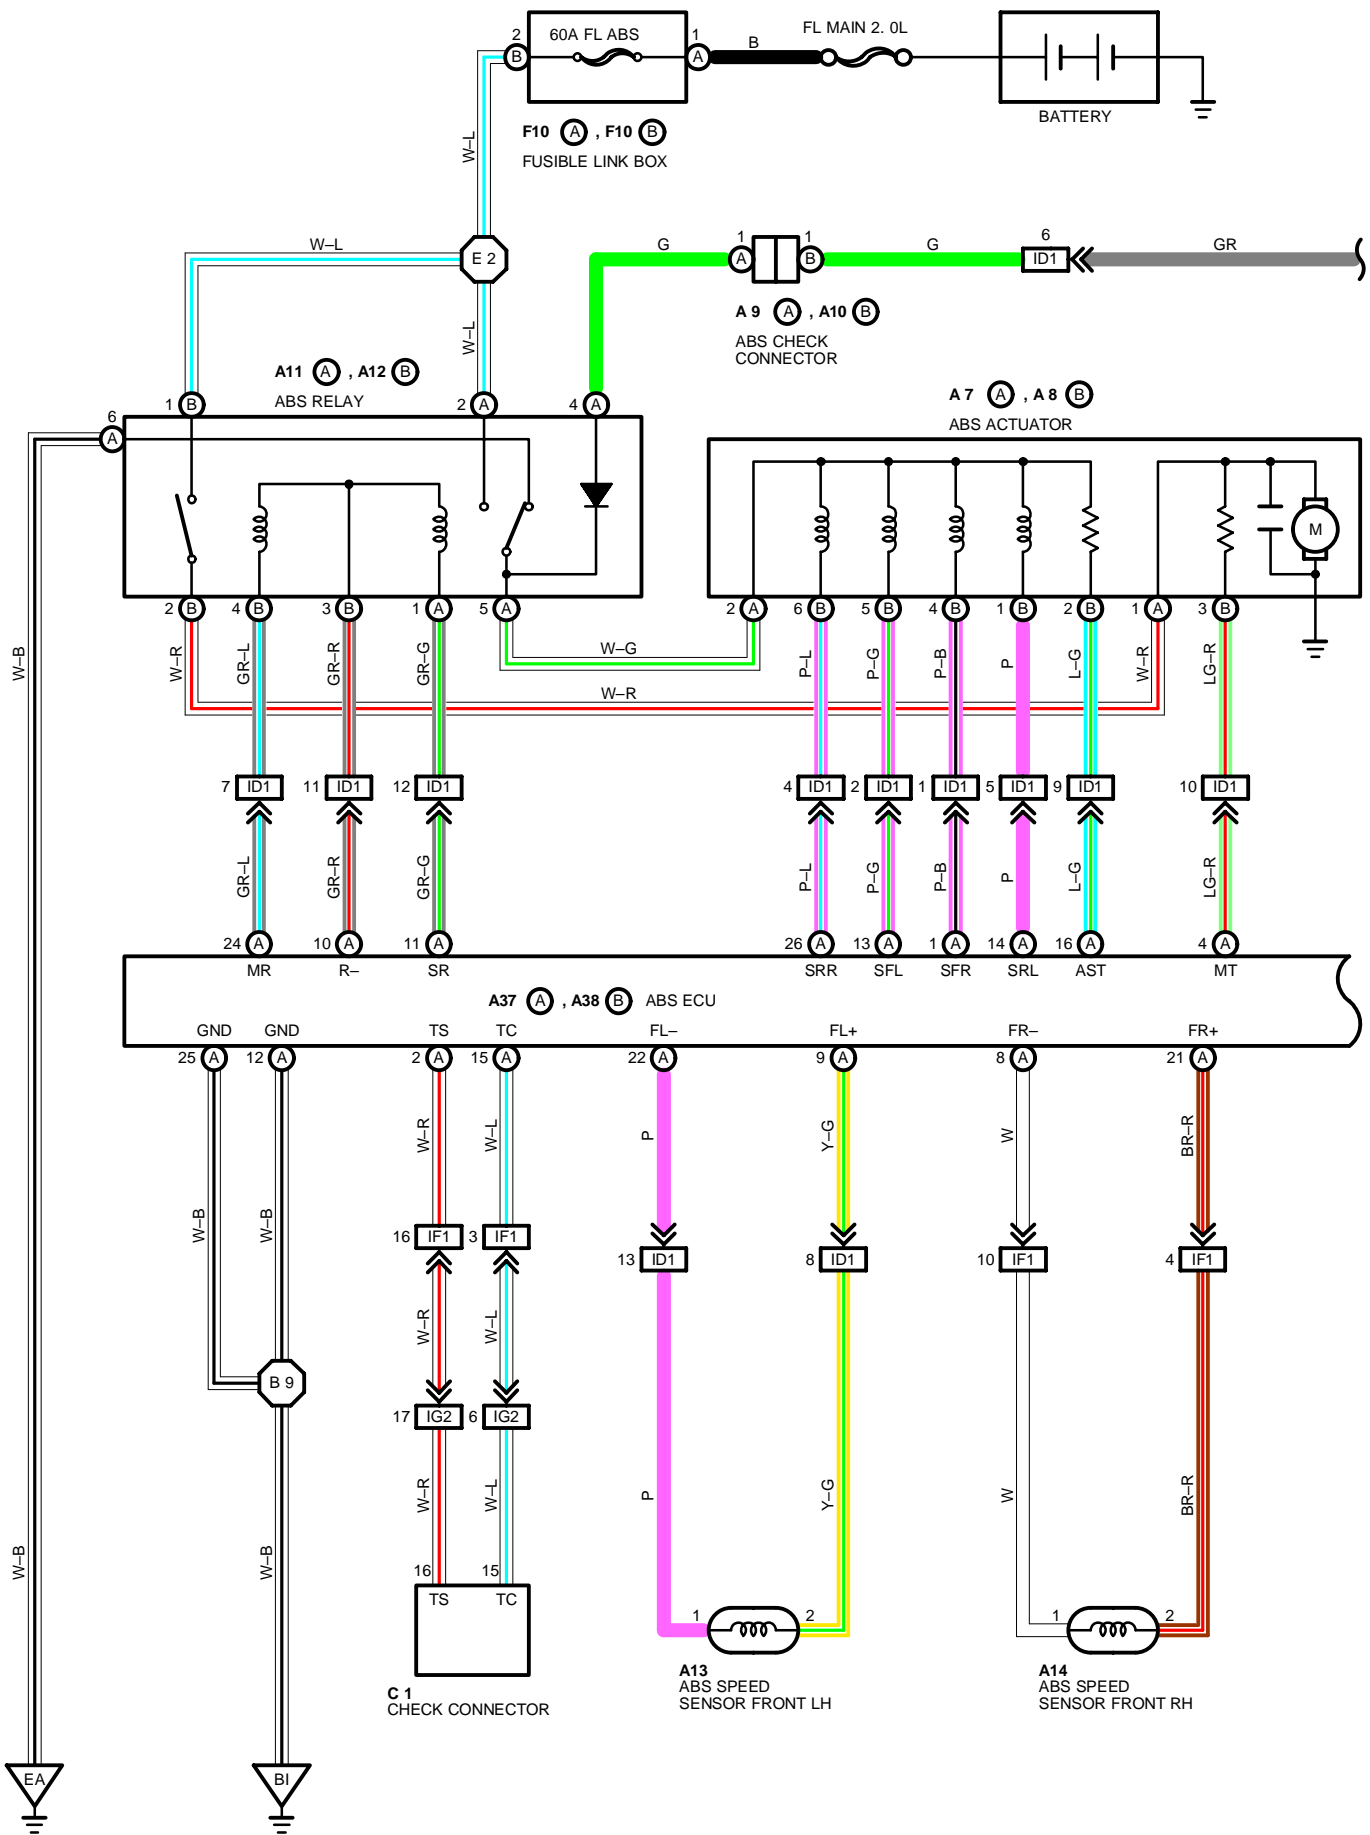 2 B 60A FL ABS 1 A B FL MAIN 2. 0L
BATTERY
F10 A , F10 B
FUSIBLE LINK BOX
W–L
W–L
E 2
W–L
G 1 A 1 B G 6 ID1 GR
A 9 A , A10 B
ABS CHECK
CONNECTOR
A11 A , A12 B
ABS RELAY
A 7 A , A 8 B
ABS ACTUATOR
1 B 2 A 4 A
6 A
M
2 B 4 B 3 B 1 A 5 A 2 A 6 B 5 B 4 B 1 B 2 B 1 A 3 B
W–B W–R GR–L GR–R GR–G W–G P–L P–G P–B P L–G W–R LG–R
W–R
7 ID1 11 ID1 12 ID1 4 ID1 2 ID1 1 ID1 5 ID1 9 ID1 10 ID1
GR–L GR–R GR–G P–L P–G P–B P L–G LG–R
24 A 10 A 11 A 26 A 13 A 1 A 14 A 16 A 4 A
MR R– SR SRR SFL SFR SRL AST MT
A37 A , A38 B ABS ECU
GND GND TS TC FL– FL+ FR– FR+
25 A 12 A 2 A 15 A 22 A 9 A 8 A 21 A
W–R W–L P Y–G W BR–R
W–B W–B
16 IF1 3 IF1
13 ID1 8 ID1 10 IF1 4 IF1
W–R W–L
B 9
17 IG2 6 IG2
W–R W–L P Y–G W BR–R
W–B W–B
16 15
TS TC
1 2 1 2
C 1
CHECK CONNECTOR
A13
ABS SPEED
SENSOR FRONT LH
A14
ABS SPEED
SENSOR FRONT RH
EA BI